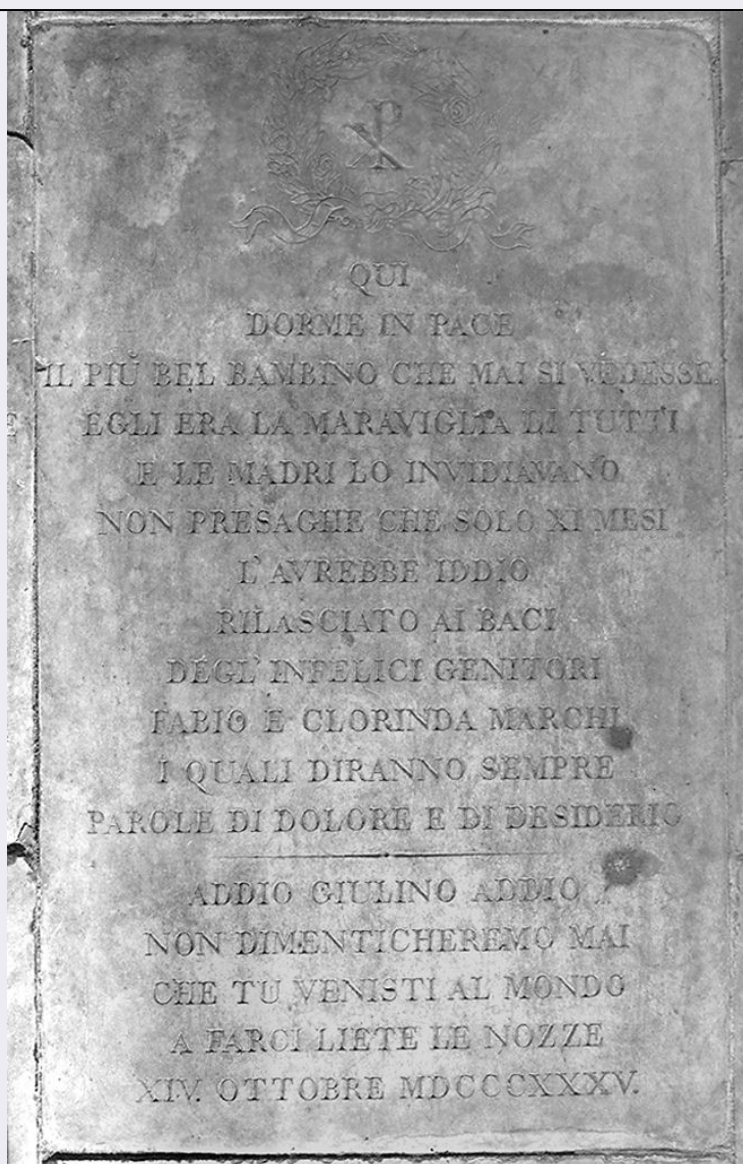 QUI
DORME IN PACE
IL PIÙ BEL BAMBINO CHE MAI SI VEDESSE
EGLI ERA LA MARAVIGLIA DI TUTTI
E LE MADRI LO INVIDIAVANO
NON PRESAGHE CHE SOLO XI MESI
L'AVREBBE IDDIO
RILASCIATO AI BACI
DEGL'INFELICI GENITORI
FABIO E CLORINDA MARCHI
I QUALI DIRANNO SEMPRE
PAROLE DI DOLORE E DI DESIDERIO
ADDIO GIULINO ADDIO
NON DIMENTICHEREMO MAI
CHE TU VENISTI AL MONDO
A FARCI LIETE LE NOZZE
XIV. OTTOBRE MDCCCXXXV.